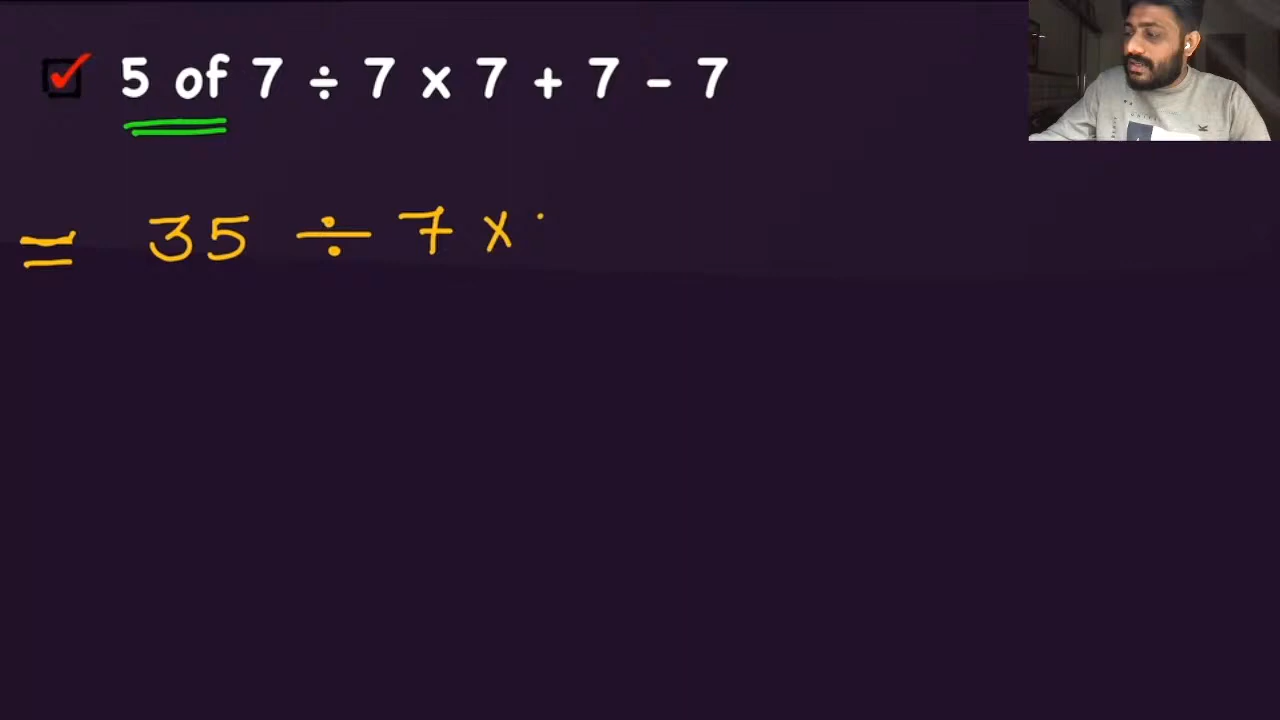 5 of 7 ÷ 7 x 7 + 7 - 7
= 35 ÷ 7 x